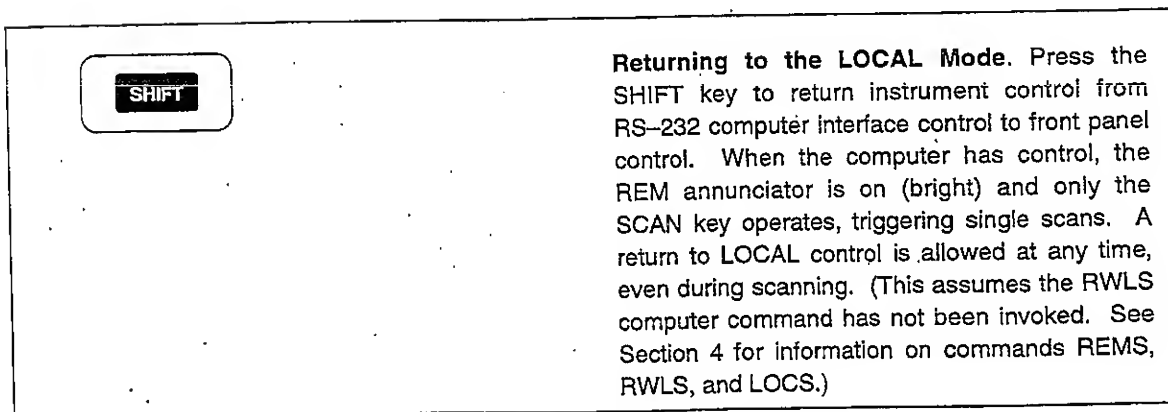 SHIFT
Returning to the LOCAL Mode. Press the
SHIFT key to return instrument control from
RS–232 computer interface control to front panel
control. When the computer has control, the
REM annunciator is on (bright) and only the
SCAN key operates, triggering single scans. A
return to LOCAL control is allowed at any time,
even during scanning. (This assumes the RWLS
computer command has not been invoked. See
Section 4 for information on commands REMS,
RWLS, and LOCS.)